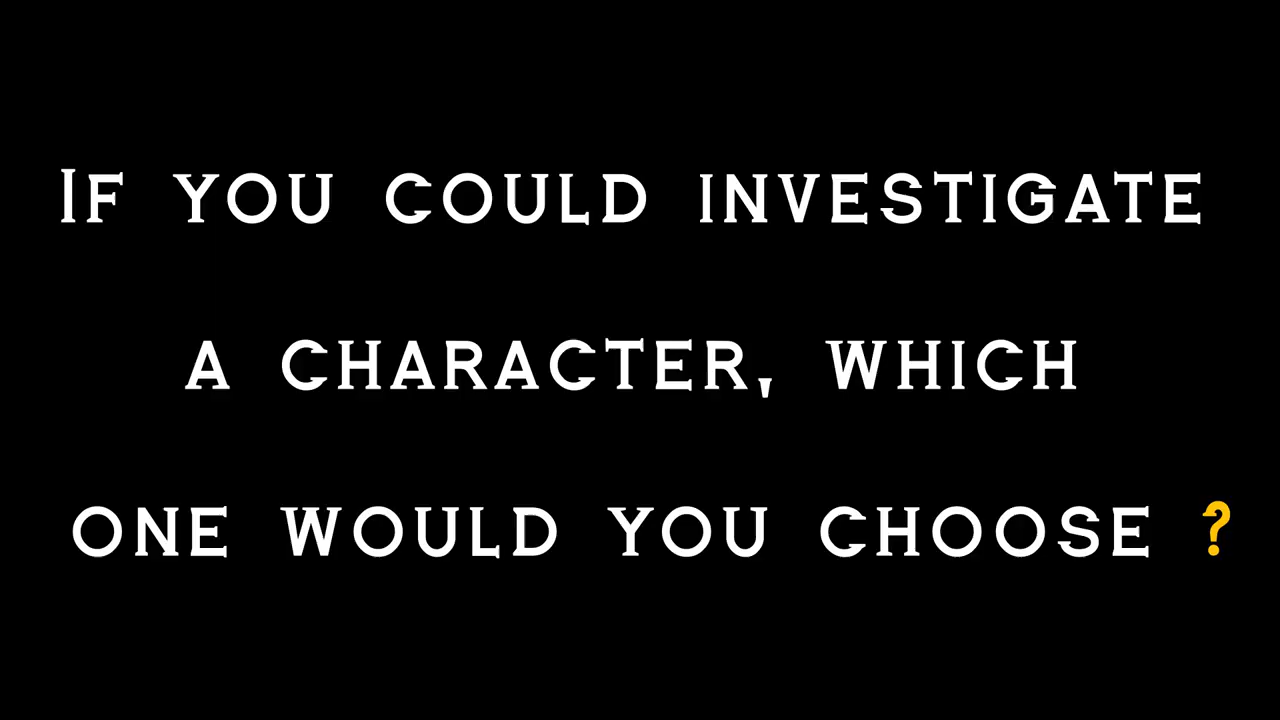 If you could investigate
a character, which
one would you choose ?